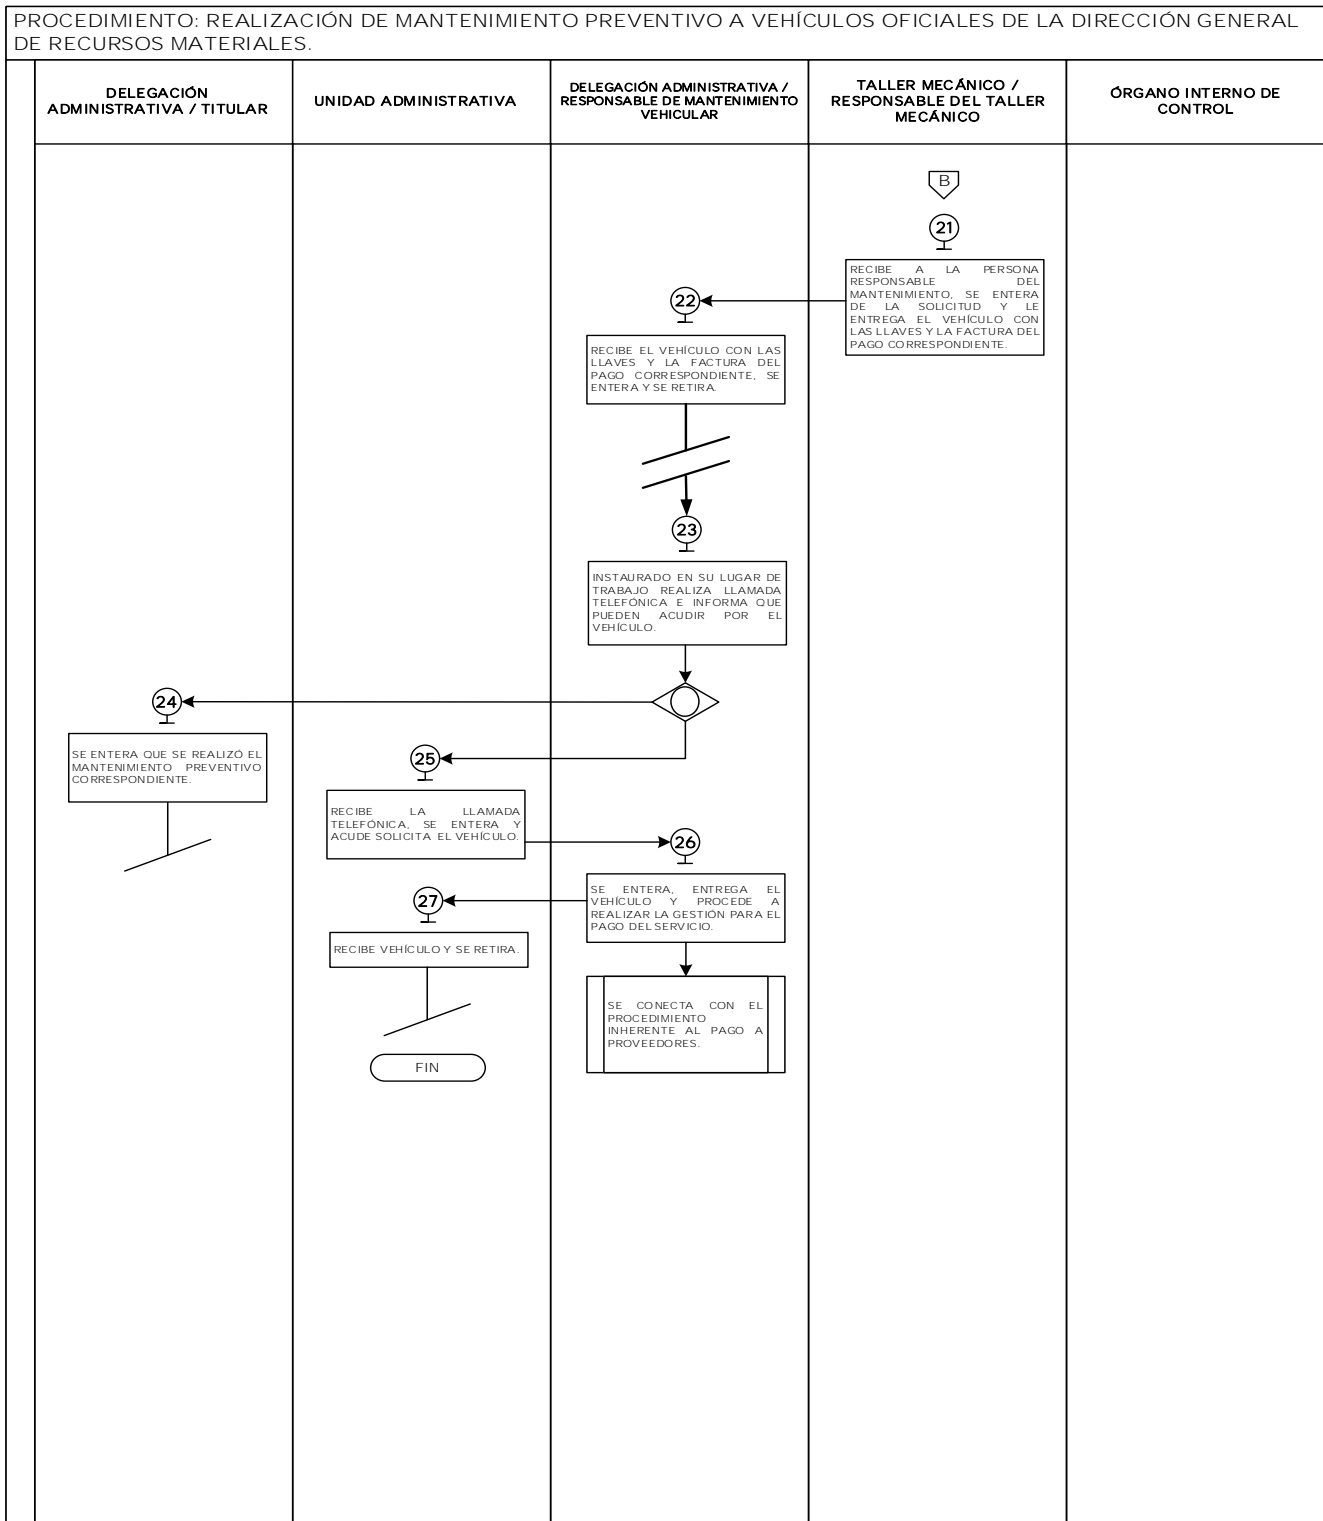 PROCEDIMIENTO: REALIZACIÓN DE MANTENIMIENTO PREVENTIVO A VEHÍCULOS OFICIALES DE LA DIRECCIÓN GENERAL
DE RECURSOS MATERIALES.
DELEGACIÓN
ADMINISTRATIVA / TITULAR
UNIDAD ADMINISTRATIVA
DELEGACIÓN ADMINISTRATIVA /
RESPONSABLE DE MANTENIMIENTO
VEHICULAR
TALLER MECÁNICO /
RESPONSABLE DEL TALLER
MECÁNICO
ÓRGANO INTERNO DE
CONTROL
B
21
RECIBE A LA PERSONA
RESPONSABLE DEL
MANTENIMIENTO, SE ENTERA
DE LA SOLICITUD Y LE
ENTREGA EL VEHÍCULO CON
LAS LLAVES Y LA FACTURA DEL
PAGO CORRESPONDIENTE.
22
RECIBE EL VEHÍCULO CON LAS
LLAVES Y LA FACTURA DEL
PAGO CORRESPONDIENTE, SE
ENTERA Y SE RETIRA.
23
INSTAURADO EN SU LUGAR DE
TRABAJO REALIZA LLAMADA
TELEFÓNICA E INFORMA QUE
PUEDEN ACUDIR POR EL
VEHÍCULO.
24
SE ENTERA QUE SE REALIZÓ EL
MANTENIMIENTO PREVENTIVO
CORRESPONDIENTE.
25
RECIBE LA LLAMADA
TELEFÓNICA, SE ENTERA Y
ACUDE SOLICITA EL VEHÍCULO.
26
SE ENTERA, ENTREGA EL
VEHÍCULO Y PROCEDE A
REALIZAR LA GESTIÓN PARA EL
PAGO DEL SERVICIO.
27
RECIBE VEHÍCULO Y SE RETIRA.
SE CONECTA CON EL
PROCEDIMIENTO
INHERENTE AL PAGO A
PROVEEDORES.
FIN